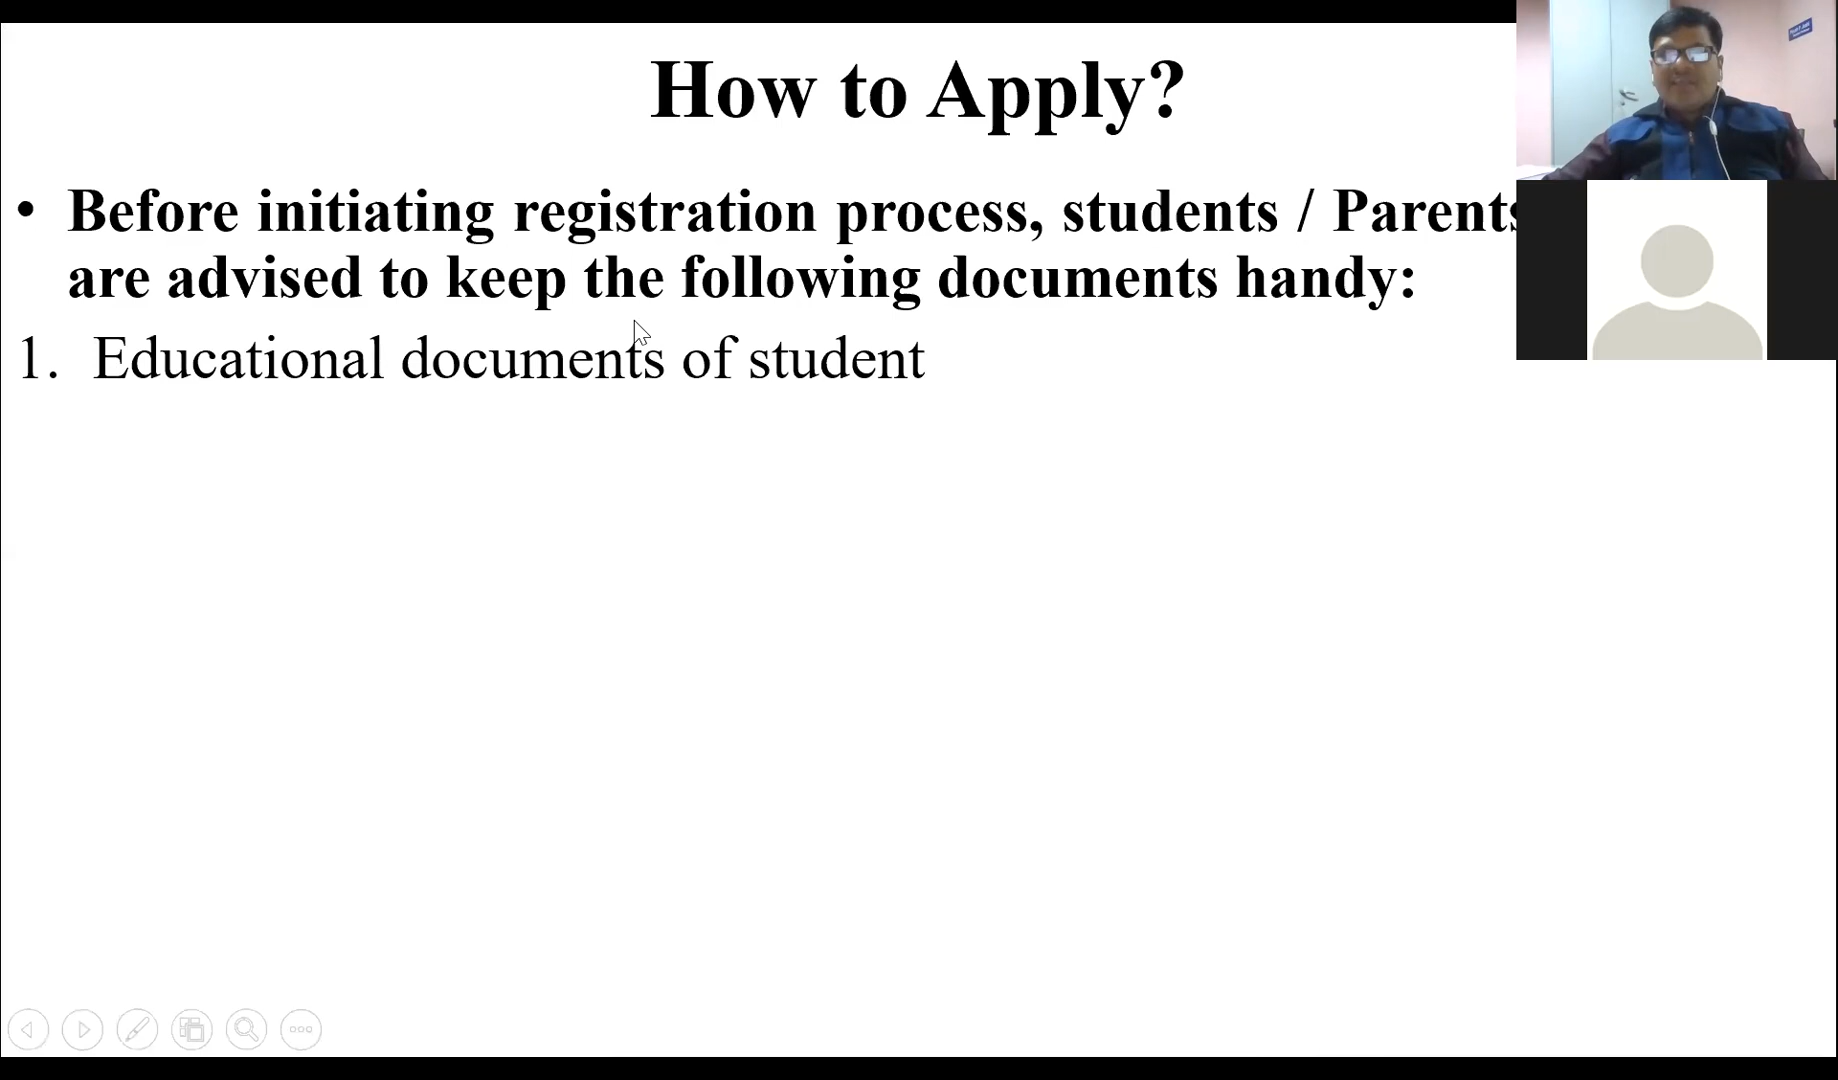 How to Apply?
• Before initiating registration process, students / Parents
are advised to keep the following documents handy:
1. Educational documents of student